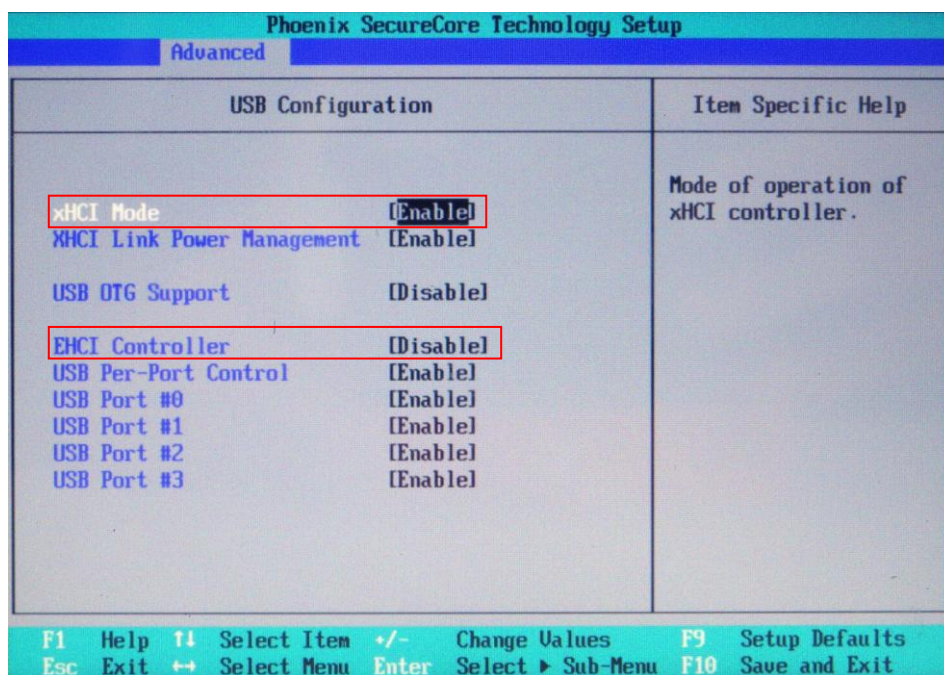 Phoenix SecureCore Technology Setup
Advanced
USB Configuration
Item Specific Help
xHCI Mode [Enable]
XHCI Link Power Management [Enable]
USB OTG Support [Disable]
EHCI Controller [Disable]
USB Per-Port Control [Enable]
USB Port #0 [Enable]
USB Port #1 [Enable]
USB Port #2 [Enable]
USB Port #3 [Enable]
Mode of operation of
xHCI controller.
F1 Help ↑↓ Select Item +/- Change Values F9 Setup Defaults
Esc Exit ↔ Select Menu Enter Select ▶ Sub-Menu F10 Save and Exit